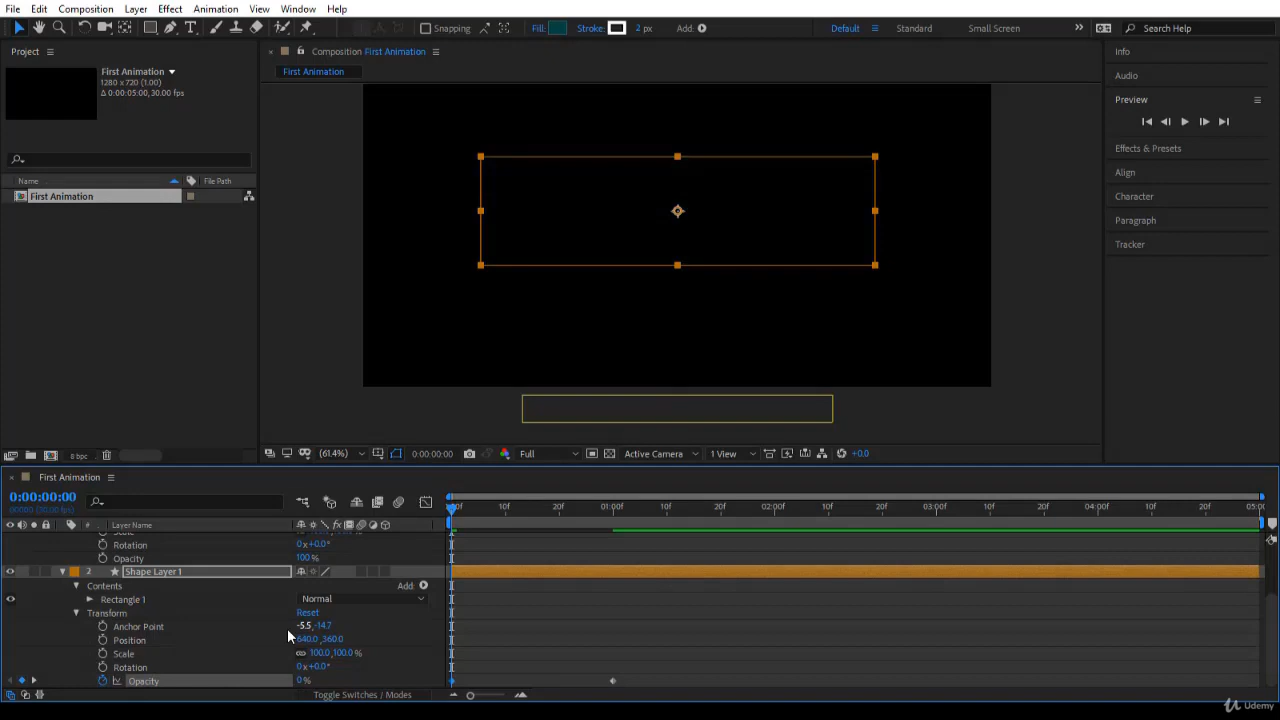 File Edit Composition Layer Effect Animation View Window Help
Snapping Fill: Stroke: 2 px Add: Default Standard Small Screen Search Help
Project Composition First Animation Info
First Animation First Animation
1280 x 720 (1.00)
Δ 0:00:05:00, 30.00 fps
Audio
Preview
Effects & Presets
Name File Path
Align
First Animation Character
Paragraph
Tracker
8 bpc (61.4%) 0:00:00:00 Full Active Camera 1 View +0.0
First Animation
0:00:00:00
10f 20f 01:00f 10f 20f 02:00f 10f 20f 03:00f 10f 20f 04:00f 10f 20f
# Layer Name
Rotation 0x+0.0°
Opacity 100 %
2 Shape Layer 1
Contents Add:
Rectangle 1 Normal
Transform Reset
Anchor Point -5.5,-14.7
Position 640.0,360.0
Scale 100.0,100.0 %
Rotation 0x+0.0°
Opacity 0 %
Toggle Switches / Modes
Udemy